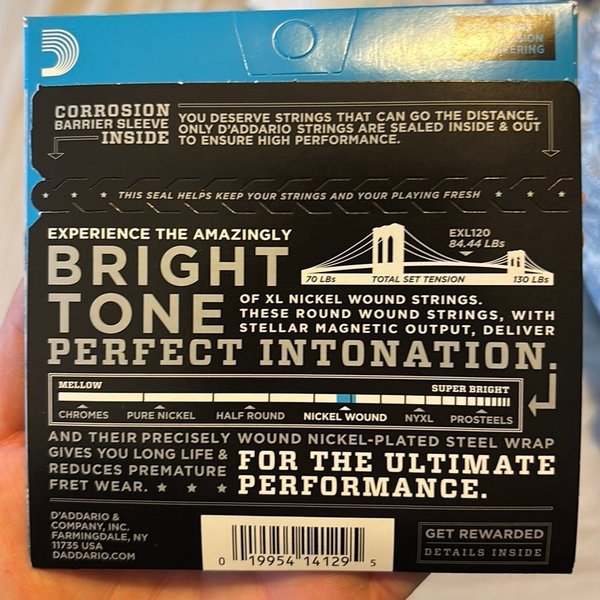 SION
EERING
CORROSION
BARRIER SLEEVE
INSIDE
YOU DESERVE STRINGS THAT CAN GO THE DISTANCE.
ONLY D'ADDARIO STRINGS ARE SEALED INSIDE & OUT
TO ENSURE HIGH PERFORMANCE.
THIS SEAL HELPS KEEP YOUR STRINGS AND YOUR PLAYING FRESH
EXPERIENCE THE AMAZINGLY
BRIGHT
TONE
EXL120
84.44 LBs
70 LBs TOTAL SET TENSION 130 LBs
OF XL NICKEL WOUND STRINGS.
THESE ROUND WOUND STRINGS, WITH
STELLAR MAGNETIC OUTPUT, DELIVER
PERFECT INTONATION.
MELLOW SUPER BRIGHT
CHROMES PURE NICKEL HALF ROUND NICKEL WOUND NYXL PROSTEELS
AND THEIR PRECISELY WOUND NICKEL-PLATED STEEL WRAP
GIVES YOU LONG LIFE &
REDUCES PREMATURE
FRET WEAR.
FOR THE ULTIMATE
PERFORMANCE.
D'ADDARIO &
COMPANY, INC.
FARMINGDALE, NY
11735 USA
DADDARIO.COM
0 19954 14129 5
GET REWARDED
DETAILS INSIDE